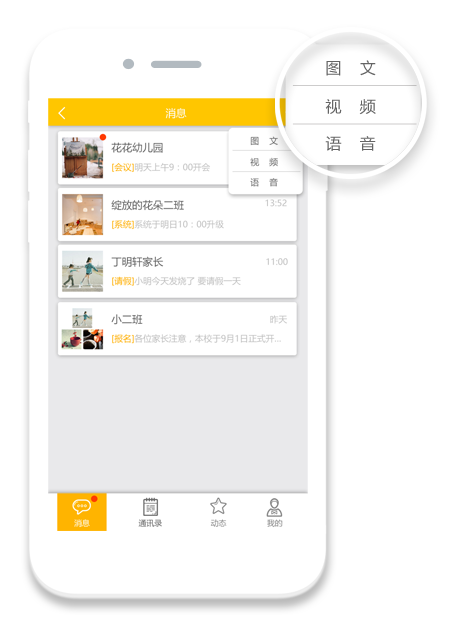 消息
图 文
视 频
语 音
花花幼儿园
[会议]明天上午9：00开会
图 文
视 频
语 音
绽放的花朵二班
13:52
[系统]系统于明日10：00升级
丁明轩家长
11:00
[请假]小明今天发烧了 要请假一天
小二班
昨天
[报名]各位家长注意，本校于9月1日正式开...
消息
通讯录
动态
我的